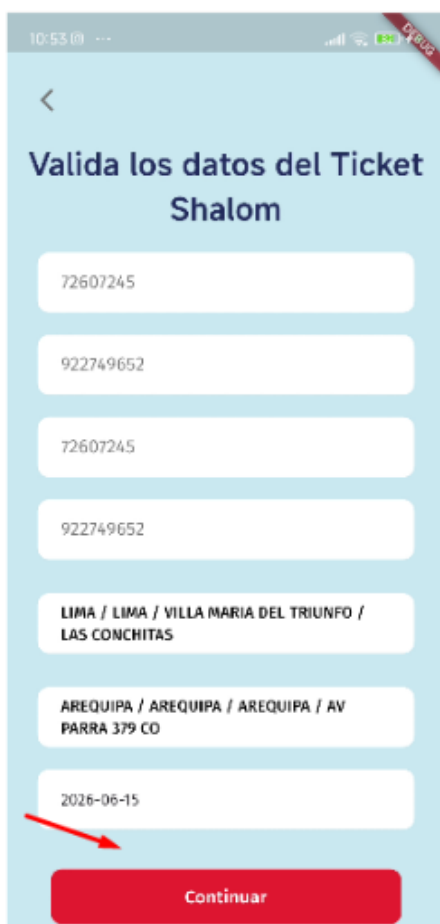 10:53
DEBUG
Valida los datos del Ticket
Shalom
72607245
922749652
72607245
922749652
LIMA / LIMA / VILLA MARIA DEL TRIUNFO /
LAS CONCHITAS
AREQUIPA / AREQUIPA / AREQUIPA / AV
PARRA 379 CO
2026-06-15
Continuar